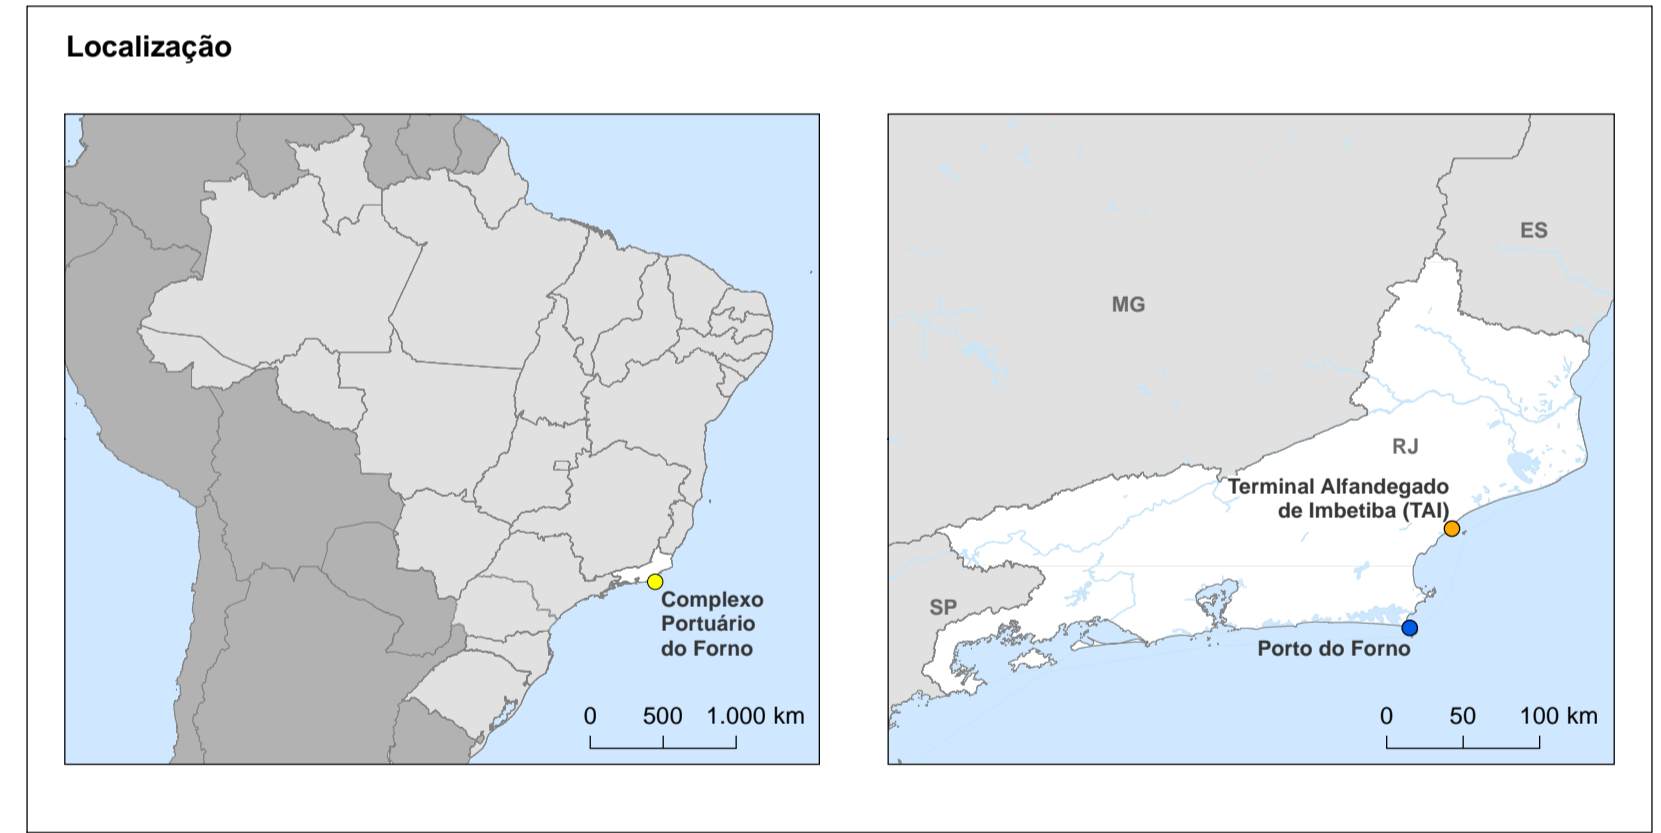 Localização
Complexo
Portuário
do Forno
0 500 1.000 km
MG
ES
RJ
Terminal Alfandegado
de Imbetiba (TAI)
SP
Porto do Forno
0 50 100 km